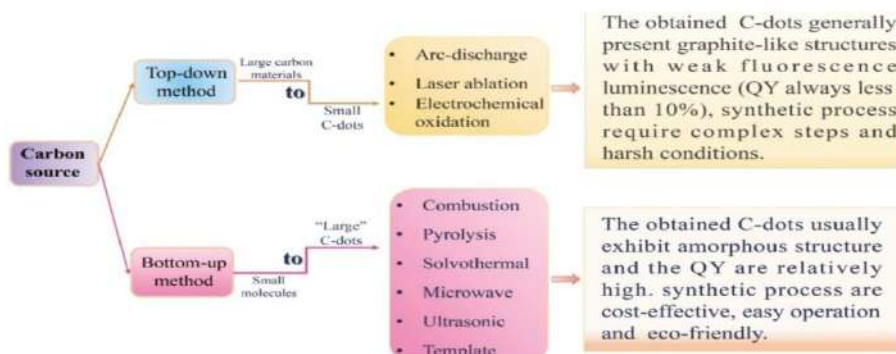 Carbon
source
Top-down
method
Large carbon
materials
to
Small
C-dots
• Arc-discharge
• Laser ablation
• Electrochemical
oxidation
The obtained C-dots generally
present graphite-like structures
with weak fluorescence
luminescence (QY always less
than 10%), synthetic process
require complex steps and
harsh conditions.
Bottom-up
method
Small
molecules
to
“Large”
C-dots
• Combustion
• Pyrolysis
• Solvothermal
• Microwave
• Ultrasonic
• Template
The obtained C-dots usually
exhibit amorphous structure
and the QY are relatively
high. synthetic process are
cost-effective, easy operation
and eco-friendly.